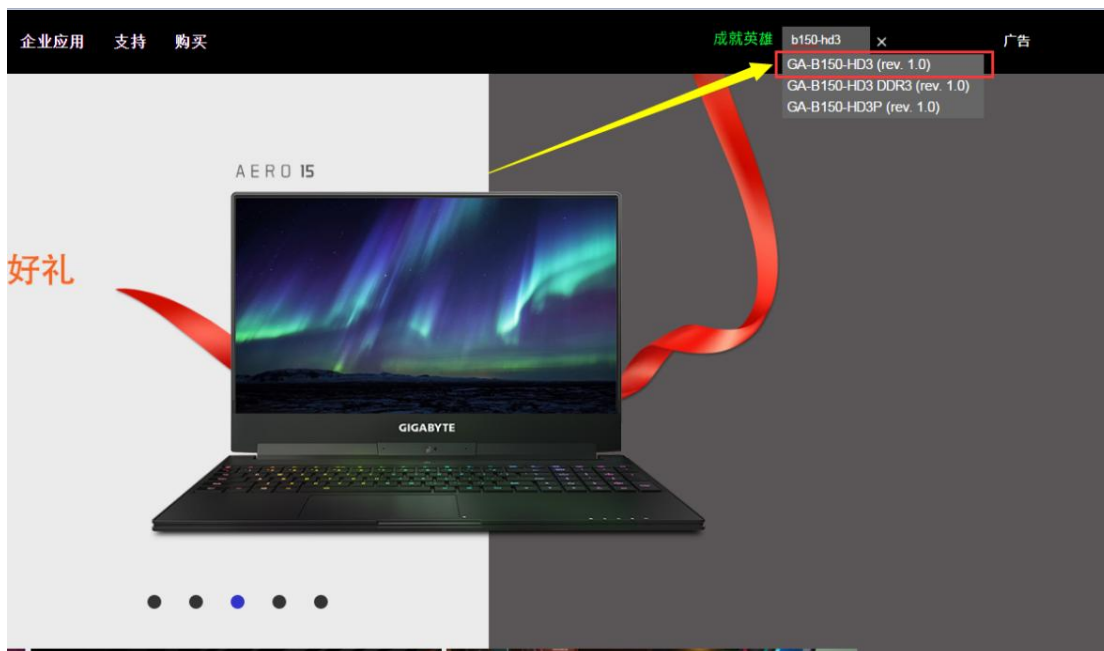 企业应用 支持 购买 成就英雄 b150-hd3 × 广告
GA-B150-HD3 (rev. 1.0)
GA-B150-HD3 DDR3 (rev. 1.0)
GA-B150-HD3P (rev. 1.0)
AERO 15
好礼
GIGABYTE